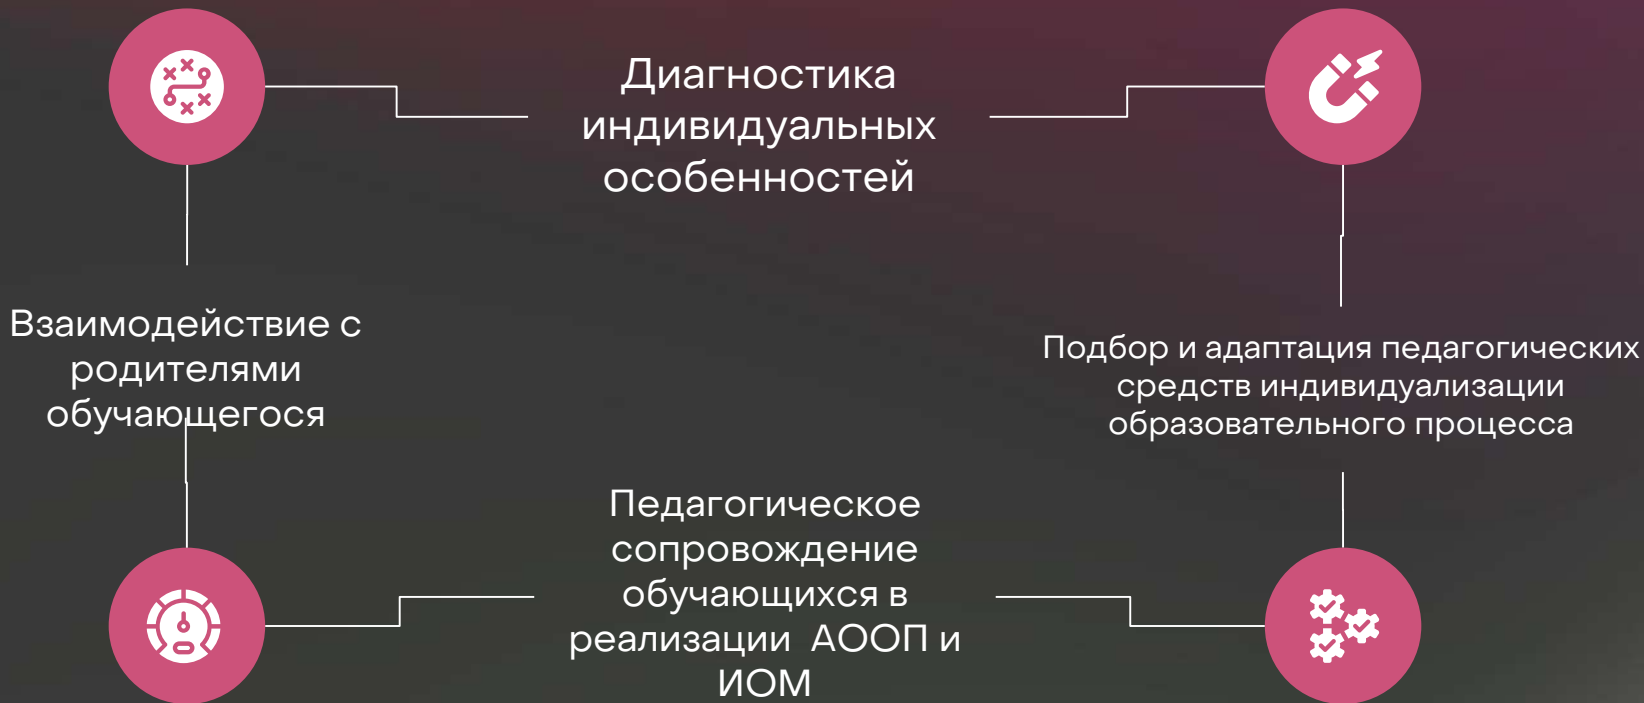 Диагностика
индивидуальных
особенностей
Взаимодействие с
родителями
обучающегося
Подбор и адаптация педагогических
средств индивидуализации
образовательного процесса
Педагогическое
сопровождение
обучающихся в
реализации АООП и
ИОМ